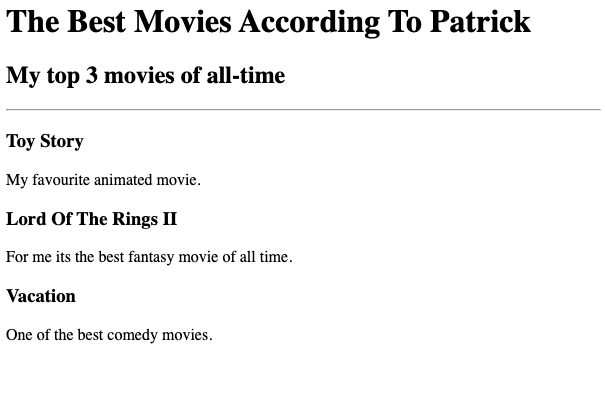 The Best Movies According To Patrick
My top 3 movies of all-time
Toy Story
My favourite animated movie.
Lord Of The Rings II
For me its the best fantasy movie of all time.
Vacation
One of the best comedy movies.